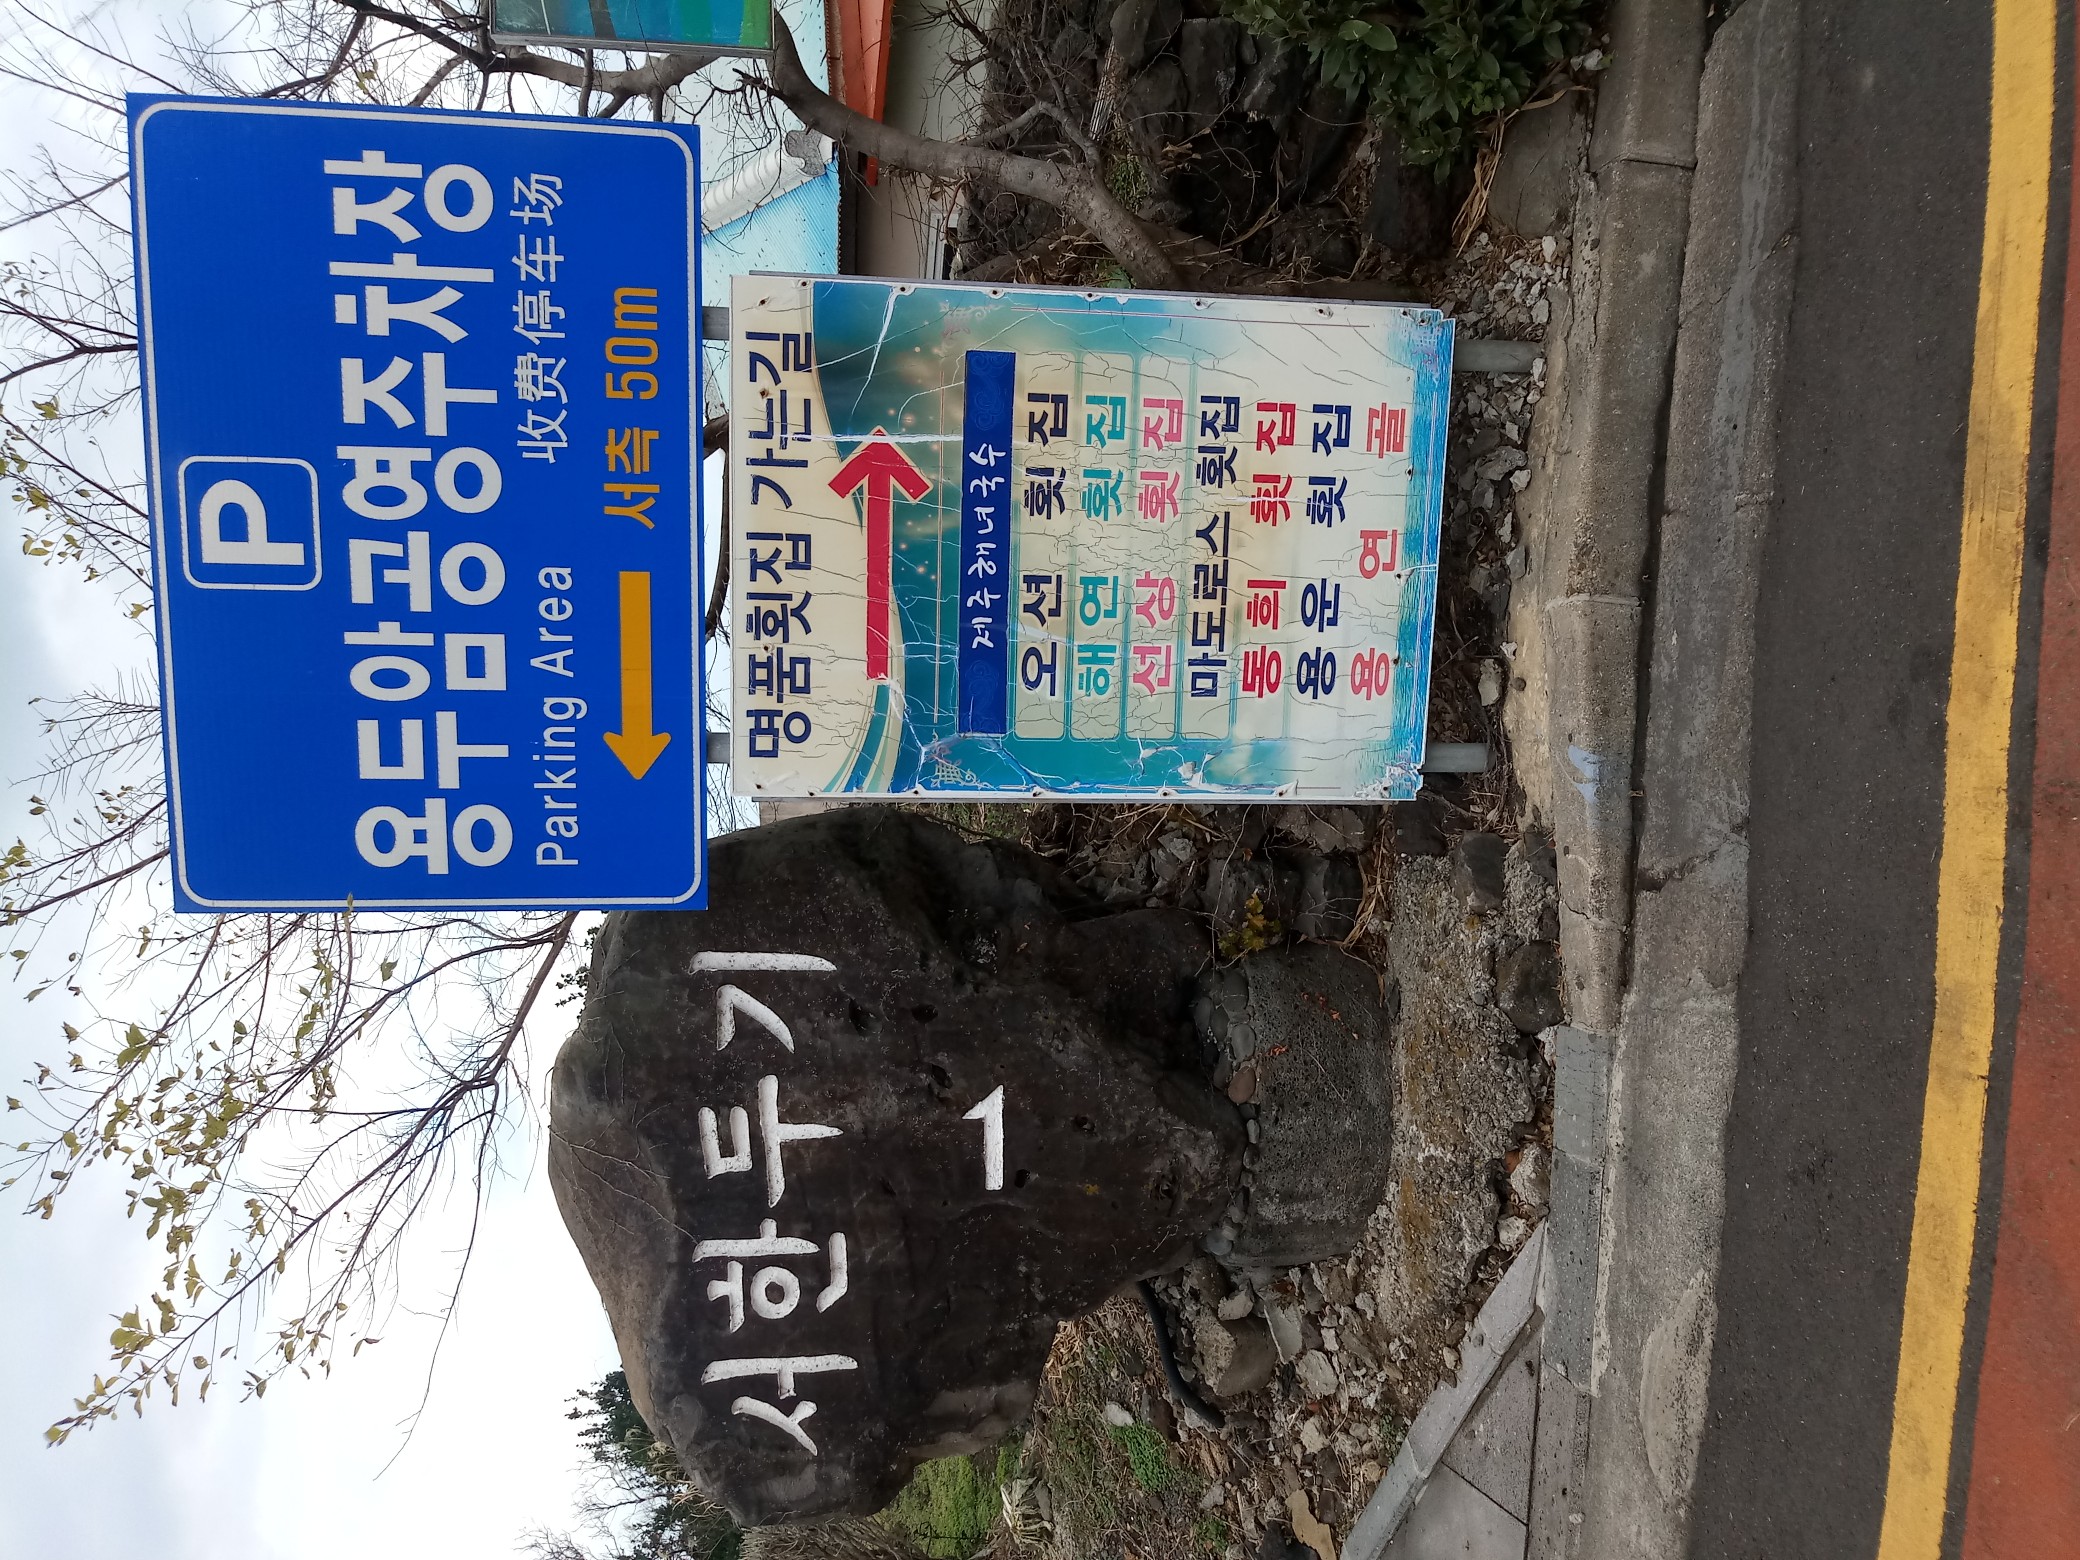 P
용두암공영주차장
Parking Area 收费停车场
서측 50m
서한두기
명품횟집 가는길
제주해녀국수
오션 횟집
해연 횟집
선상 횟집
마도로스횟집
동희 횟집
용운 횟집
용연골